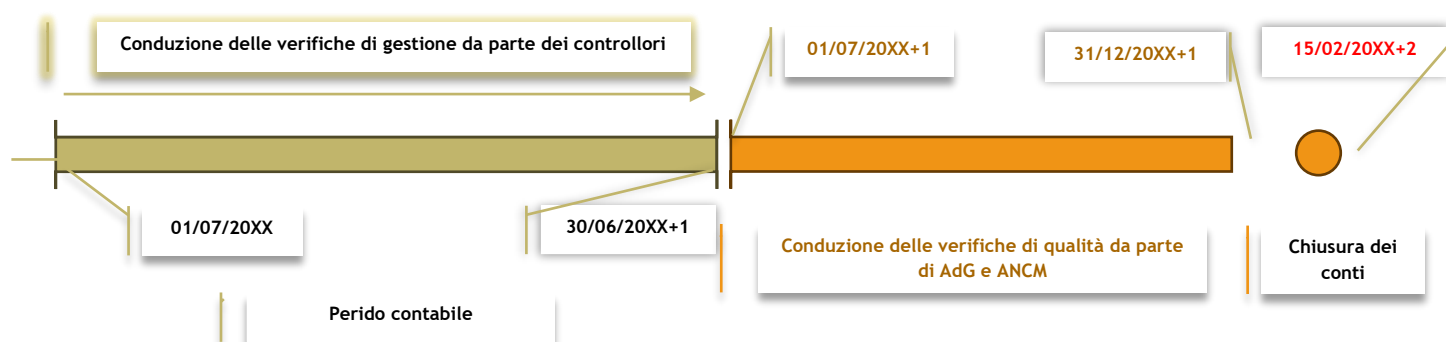 Conduzione delle verifiche di gestione da parte dei controllori
01/07/20XX+1
31/12/20XX+1
15/02/20XX+2
01/07/20XX
30/06/20XX+1
Conduzione delle verifiche di qualità da parte
di AdG e ANCM
Chiusura dei
conti
Perido contabile